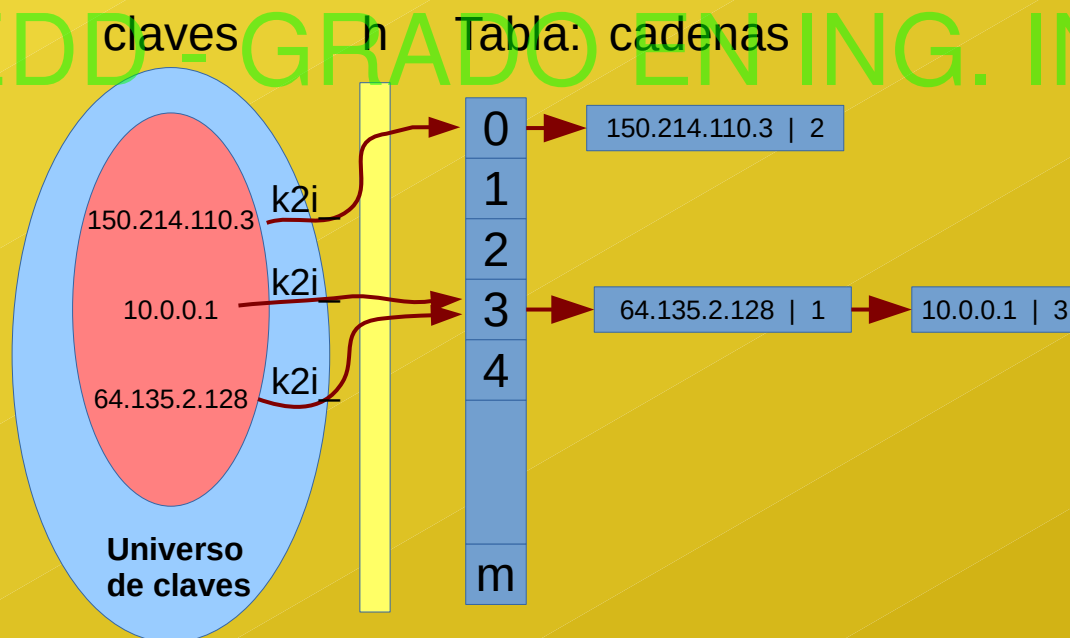 EDD - GRADO EN ING. IN
claves h Tabla: cadenas
0 150.214.110.3 | 2
1
k2i_
150.214.110.3
2
k2i_
10.0.0.1
3 64.135.2.128 | 1 10.0.0.1 | 3
4
k2i_
64.135.2.128
Universo
de claves
m